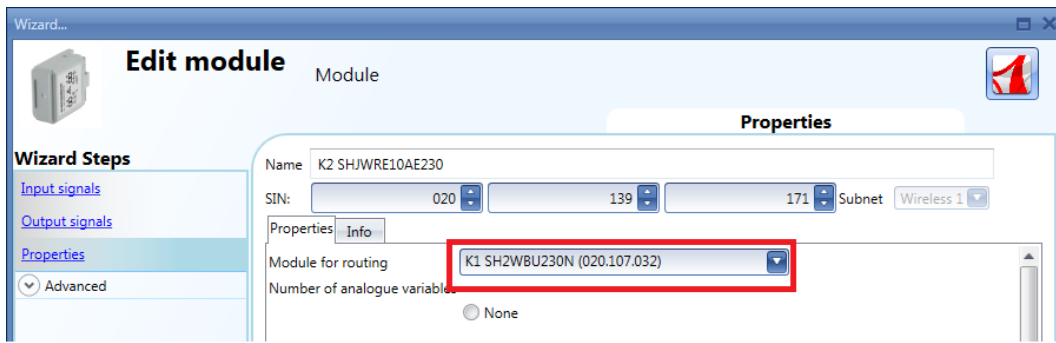 Wizard...
Edit module
Module
Properties
Wizard Steps
Name K2 SHJWRE10AE230
Input signals
SIN: 020 139 171 Subnet Wireless 1
Output signals
Properties Info
Properties
Module for routing K1 SH2WBU230N (020.107.032)
Advanced
Number of analogue variables
None